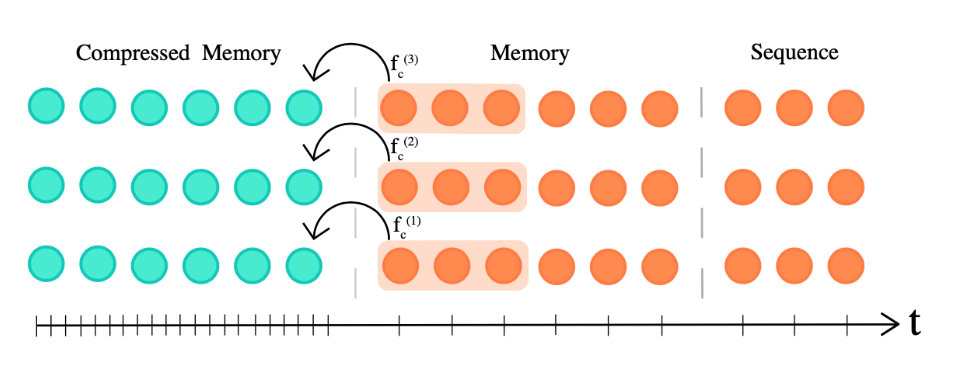 Compressed Memory
Memory
Sequence
f_c^(3)
f_c^(2)
f_c^(1)
t